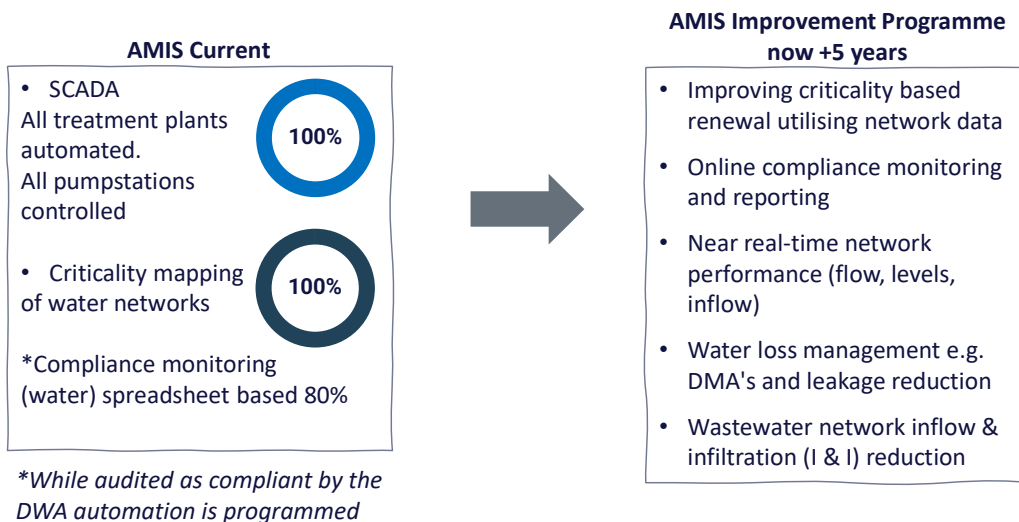 AMIS Current
• SCADA
All treatment plants
automated.
All pumpstations
controlled
100%
• Criticality mapping
of water networks
100%
*Compliance monitoring
(water) spreadsheet based 80%
*While audited as compliant by the
DWA automation is programmed
AMIS Improvement Programme
now +5 years
• Improving criticality based
renewal utilising network data
• Online compliance monitoring
and reporting
• Near real-time network
performance (flow, levels,
inflow)
• Water loss management e.g.
DMA's and leakage reduction
• Wastewater network inflow &
infiltration (I & I) reduction